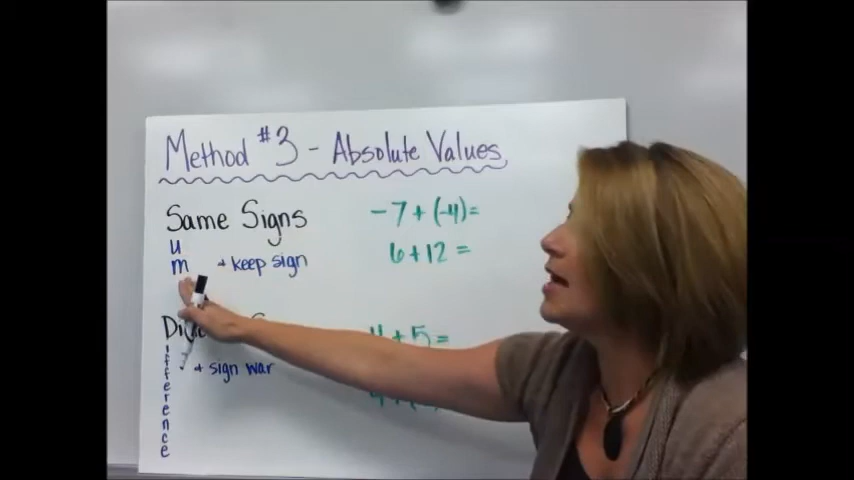 Method #3 - Absolute Values
Same Signs
u
m + keep sign
-7 + (-4) =
6 + 12 =
+ 5 =
+ sign war
f
e
r
e
n
c
e